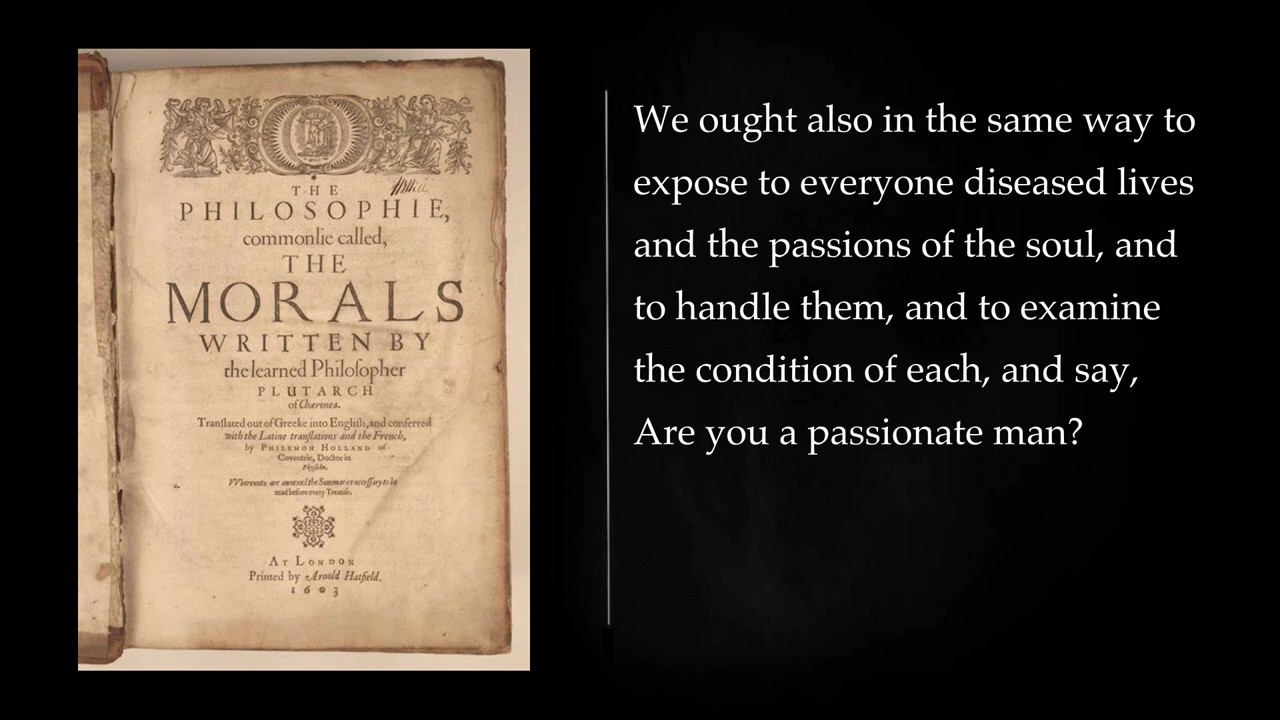 THE
PHILOSOPHIE,
commonlie called,
THE
MORALS
WRITTEN BY
the learned Philoſopher
PLUTARCH
of Chæronea.
Tranſlated out of Greeke into Engliſh, and conferred
with the Latine tranſlations and the French,
by PHILEMON HOLLAND of
Coventrie, Doctor in
Phyſicke.
VVhereunto are annexed the Summaries neceſſary to be
read before every Treatiſe.
AT LONDON
Printed by Arnold Hatfield.
1603
We ought also in the same way to
expose to everyone diseased lives
and the passions of the soul, and
to handle them, and to examine
the condition of each, and say,
Are you a passionate man?